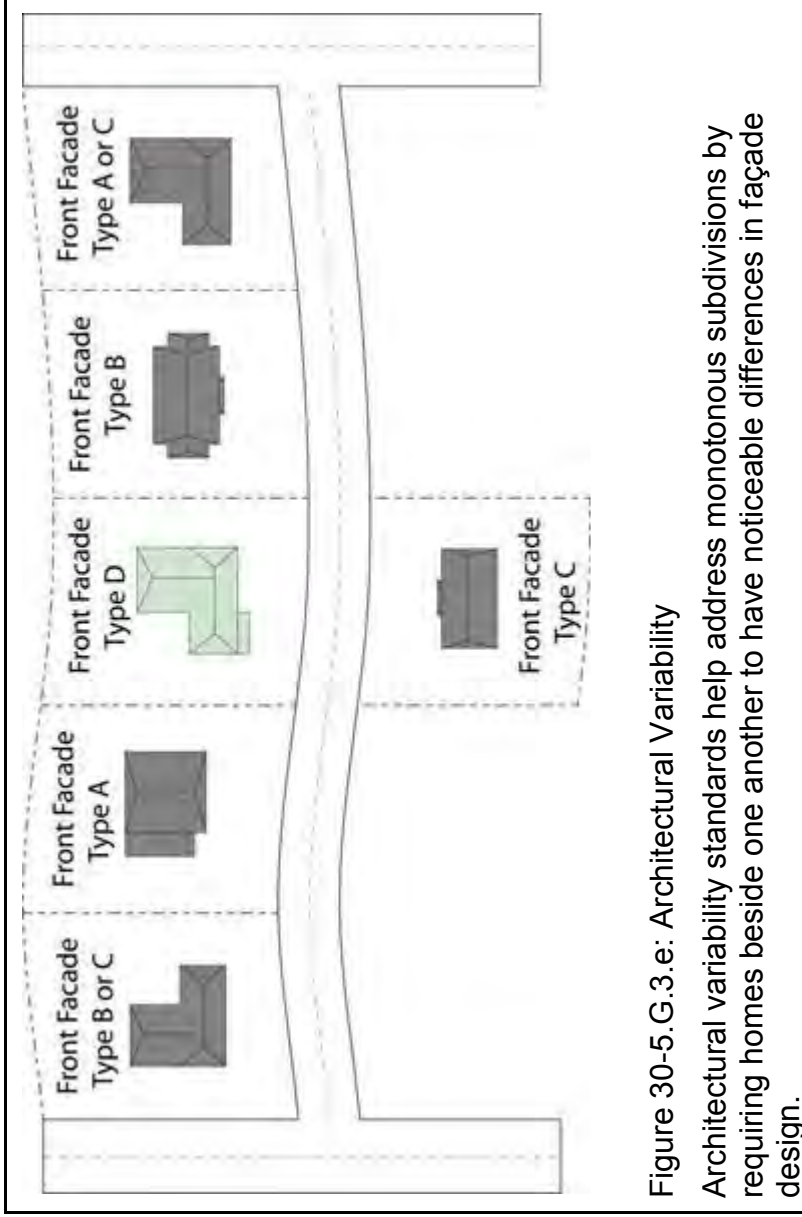 Front Facade
Type B or C
Front Facade
Type A
Front Facade
Type D
Front Facade
Type B
Front Facade
Type A or C
Front Facade
Type C
Figure 30-5.G.3.e: Architectural Variability
Architectural variability standards help address monotonous subdivisions by
requiring homes beside one another to have noticeable differences in façade
design.